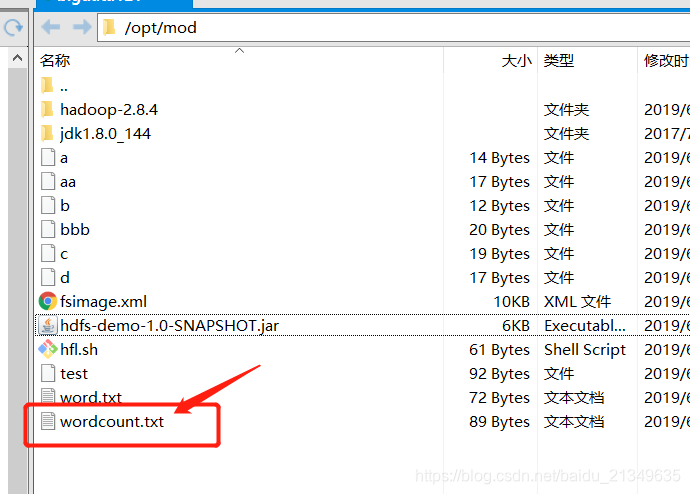 /opt/mod
名称 大小 类型 修改时
..
hadoop-2.8.4 文件夹 2019/6
jdk1.8.0_144 文件夹 2017/7
a 14 Bytes 文件 2019/6
aa 17 Bytes 文件 2019/6
b 12 Bytes 文件 2019/6
bbb 20 Bytes 文件 2019/6
c 19 Bytes 文件 2019/6
d 17 Bytes 文件 2019/6
fsimage.xml 10KB XML 文件 2019/6
hdfs-demo-1.0-SNAPSHOT.jar 6KB Executabl... 2019/6
hfl.sh 61 Bytes Shell Script 2019/6
test 92 Bytes 文件 2019/6
word.txt 72 Bytes 文本文档 2019/6
wordcount.txt 89 Bytes 文本文档 2019/6
https://blog.csdn.net/baidu_21349635